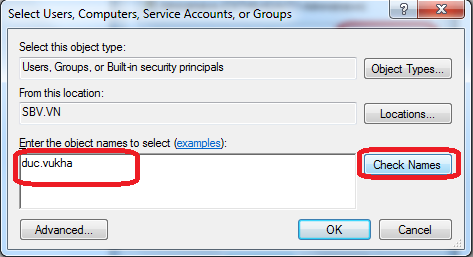 Select Users, Computers, Service Accounts, or Groups
Select this object type:
Users, Groups, or Built-in security principals
Object Types...
From this location:
SBV.VN
Locations...
Enter the object names to select (examples):
duc.vukha
Check Names
Advanced...
OK
Cancel